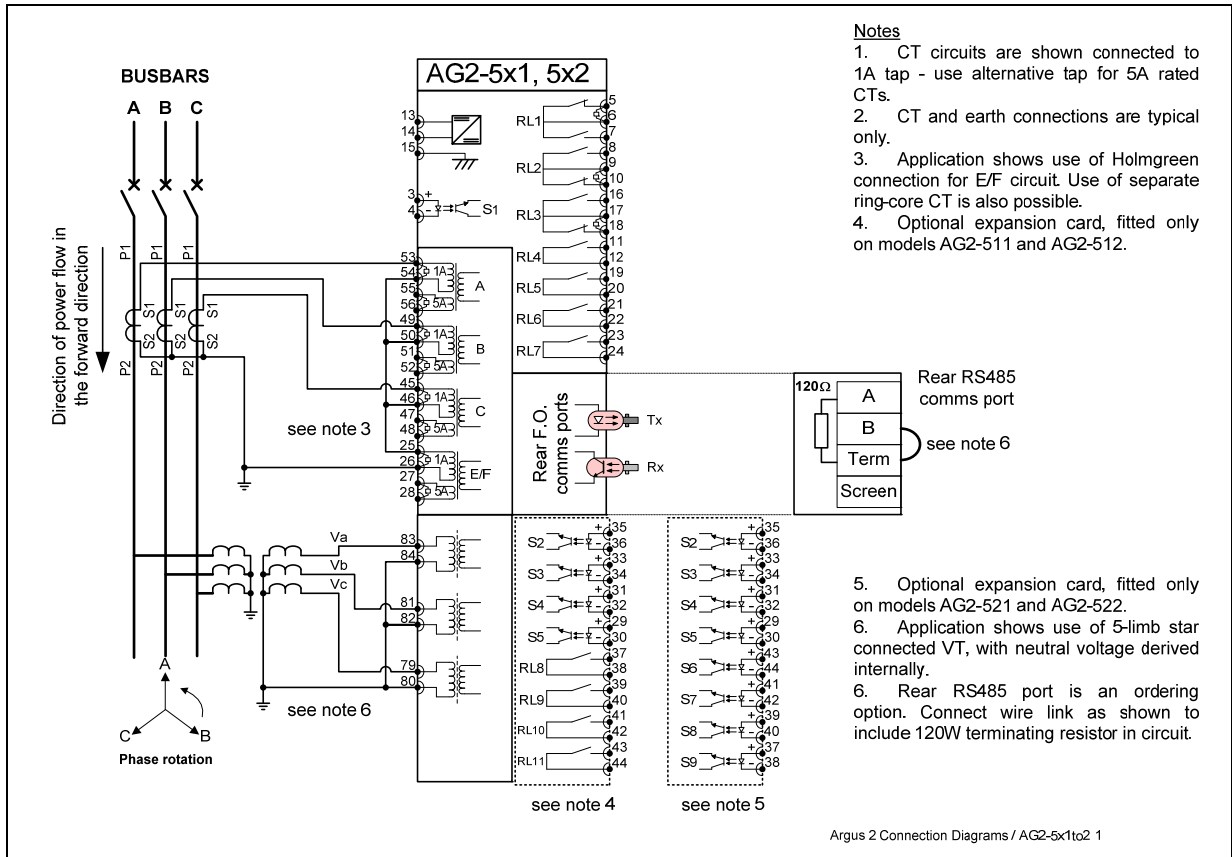 AG2-5x1, 5x2
BUSBARS
A B C
Direction of power flow in
the forward direction
P1 P1 P1
S1 S1 S1
S2 S2 S2
P2 P2 P2
13
14
15
3 +
4 -
S1
53
54 1A
55
56 5A
A
49
50 1A
51
52 5A
B
45
46 1A
47
48 5A
C
25
26 1A
27
28 5A
E/F
see note 3
Va
Vb
Vc
83
84
81
82
79
80
see note 6
A
C B
Phase rotation
RL1
5
6
7
RL2
8
9
10
RL3
16
17
18
RL4
11
12
RL5
19
20
RL6
21
22
RL7
23
24
Rear F.O.
comms ports
Tx
Rx
S2 + 35
- 36
S3 + 33
- 34
S4 + 31
- 32
S5 + 29
- 30
RL8 37
38
RL9 39
40
RL10 41
42
RL11 43
44
see note 4
S2 + 35
- 36
S3 + 33
- 34
S4 + 31
- 32
S5 + 29
- 30
S6 + 43
- 44
S7 + 41
- 42
S8 + 39
- 40
S9 + 37
- 38
see note 5
120Ω
A
B
Term
Screen
Rear RS485
comms port
see note 6
Notes
1. CT circuits are shown connected to
1A tap - use alternative tap for 5A rated
CTs.
2. CT and earth connections are typical
only.
3. Application shows use of Holmgreen
connection for E/F circuit. Use of separate
ring-core CT is also possible.
4. Optional expansion card, fitted only
on models AG2-511 and AG2-512.
5. Optional expansion card, fitted only
on models AG2-521 and AG2-522.
6. Application shows use of 5-limb star
connected VT, with neutral voltage derived
internally.
6. Rear RS485 port is an ordering
option. Connect wire link as shown to
include 120W terminating resistor in circuit.
Argus 2 Connection Diagrams / AG2-5x1to2 1